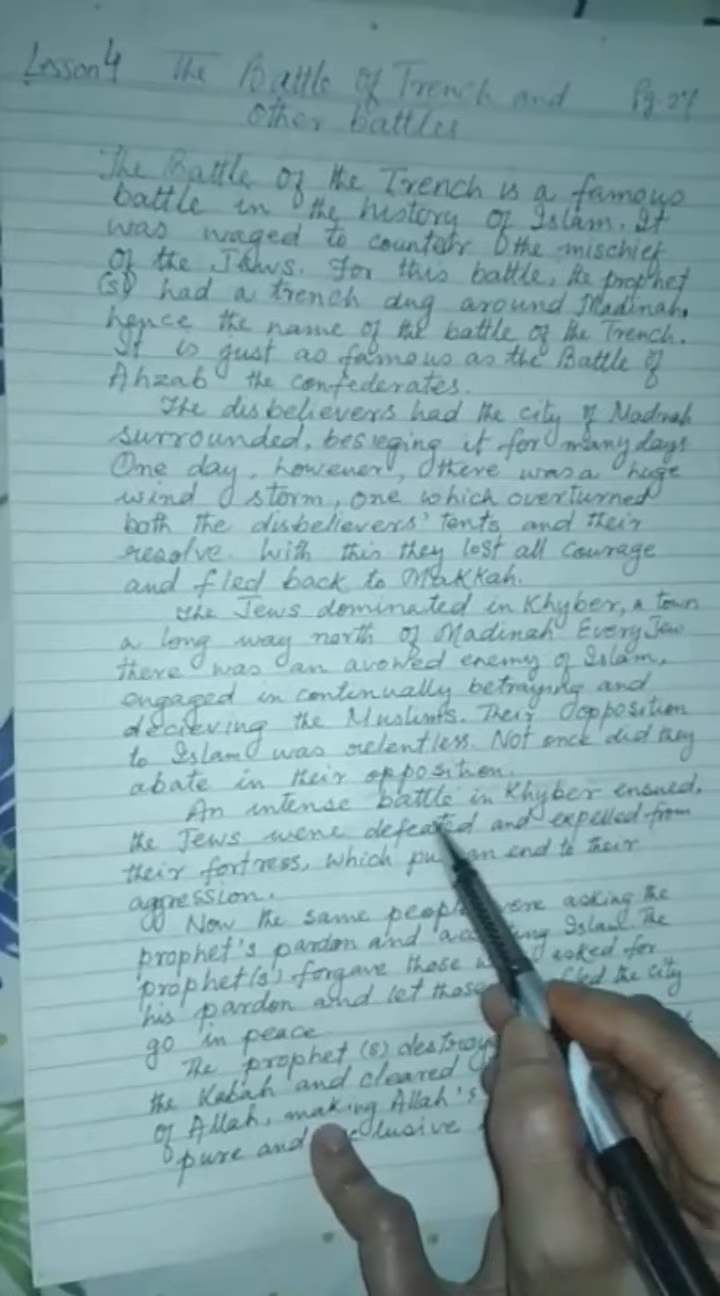 Lesson 4 The Battle of Trench and Pg. 27
other battles
The Battle of the Trench is a famous
battle in the history of Islam. It
was waged to counter the mischief
of the Jews. For this battle, the prophet
(s) had a trench dug around Madinah,
hence the name of the battle of the Trench.
It is just as famous as the Battle of
Ahzab the confederates.
The disbelievers had the city of Madinah
surrounded, besieging it for many days
One day, however, there was a huge
wind storm, one which overturned
both the disbelievers' tents and their
resolve. With this they lost all courage
and fled back to Makkah.
The Jews dominated in Khyber, a town
a long way north of Madinah Every Jew
there was an avowed enemy of Islam,
engaged in continually betraying and
decieving the Muslims. Their opposition
to Islam was relentless. Not once did they
abate in their opposition.
An intense battle in Khyber ensued,
the Jews were defeated and expelled from
their fortress, which pu an end to their
aggression.
Now the same peop were asking the
prophet's pardon and acc ing Islam The
prophet (s) forgave those w asked for
his pardon and let those fled the city
go in peace
The prophet (s) destroy
the Kabah and cleared
of Allah, making Allah's
pure and clusive